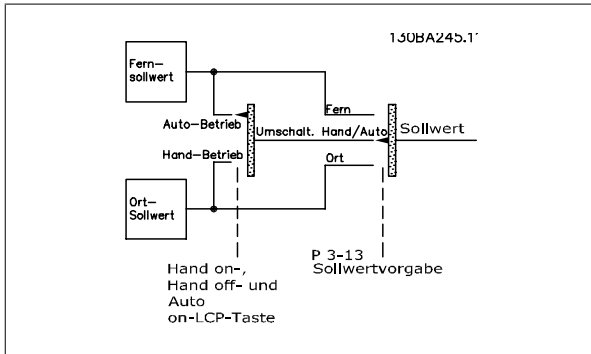 130BA245.11
Fern—
sollwert
Auto—Betrieb
Fern
Umschalt. Hand/Auto
Sollwert
Hand—Betrieb
Ort
Ort—
Sollwert
P 3-13
Sollwertvorgabe
Hand on-,
Hand off- und
Auto
on-LCP-Taste